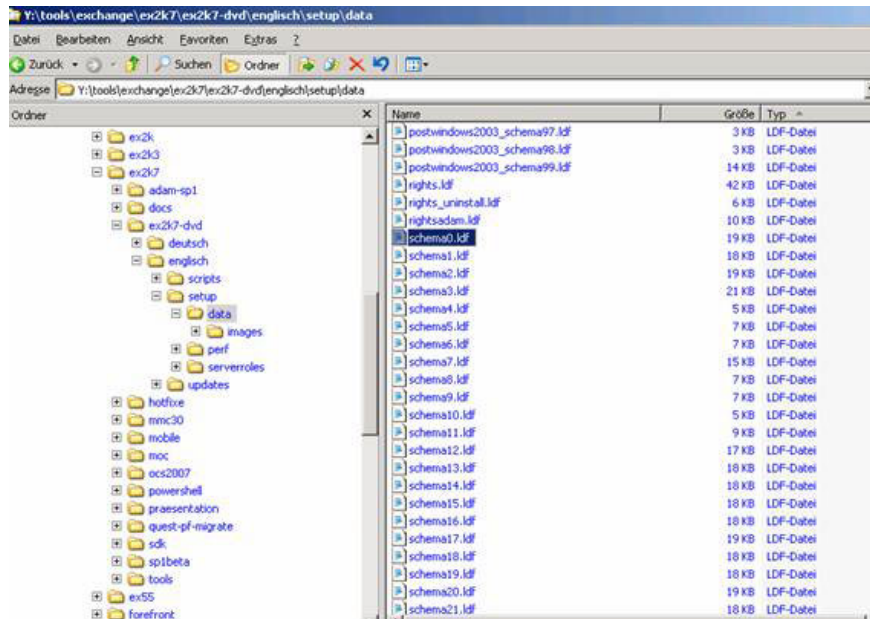 Y:\tools\exchange\ex2k7\ex2k7-dvd\englisch\setup\data
Datei Bearbeiten Ansicht Favoriten Extras ?
Zurück Suchen Ordner
Adresse Y:\tools\exchange\ex2k7\ex2k7-dvd\englisch\setup\data
Ordner
ex2k
ex2k3
ex2k7
adam-sp1
docs
ex2k7-dvd
deutsch
englisch
scripts
setup
data
images
perf
serverroles
updates
hotfixe
mmc30
mobile
moc
ocs2007
powershell
praesentation
quest-pf-migrate
sdk
sp1beta
tools
ex55
forefront
Name Größe Typ
postwindows2003_schema97.ldf 3 KB LDF-Datei
postwindows2003_schema98.ldf 3 KB LDF-Datei
postwindows2003_schema99.ldf 14 KB LDF-Datei
rights.ldf 42 KB LDF-Datei
rights_uninstall.ldf 6 KB LDF-Datei
rightsadam.ldf 10 KB LDF-Datei
schema0.ldf 19 KB LDF-Datei
schema1.ldf 18 KB LDF-Datei
schema2.ldf 19 KB LDF-Datei
schema3.ldf 21 KB LDF-Datei
schema4.ldf 5 KB LDF-Datei
schema5.ldf 7 KB LDF-Datei
schema6.ldf 7 KB LDF-Datei
schema7.ldf 15 KB LDF-Datei
schema8.ldf 7 KB LDF-Datei
schema9.ldf 7 KB LDF-Datei
schema10.ldf 5 KB LDF-Datei
schema11.ldf 9 KB LDF-Datei
schema12.ldf 17 KB LDF-Datei
schema13.ldf 18 KB LDF-Datei
schema14.ldf 18 KB LDF-Datei
schema15.ldf 18 KB LDF-Datei
schema16.ldf 18 KB LDF-Datei
schema17.ldf 19 KB LDF-Datei
schema18.ldf 18 KB LDF-Datei
schema19.ldf 18 KB LDF-Datei
schema20.ldf 19 KB LDF-Datei
schema21.ldf 18 KB LDF-Datei